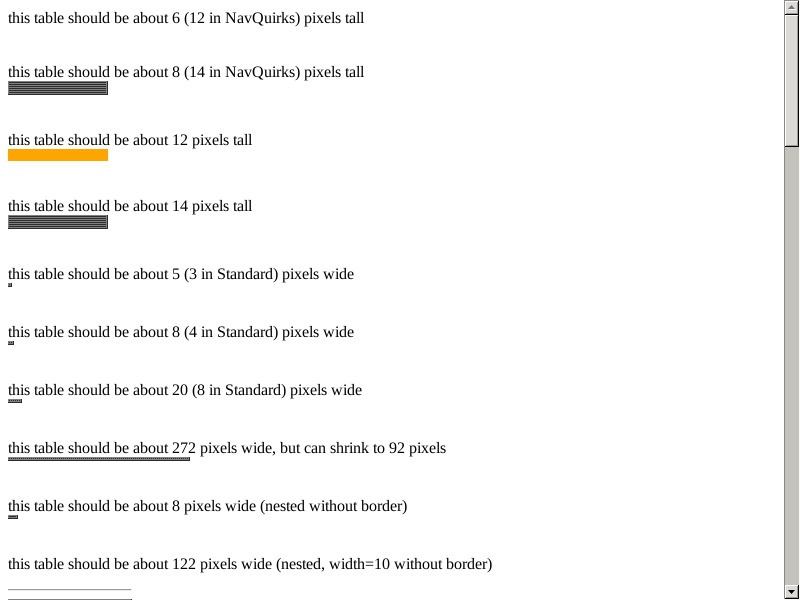 this table should be about 6 (12 in NavQuirks) pixels tall
this table should be about 8 (14 in NavQuirks) pixels tall
this table should be about 12 pixels tall
this table should be about 14 pixels tall
this table should be about 5 (3 in Standard) pixels wide
this table should be about 8 (4 in Standard) pixels wide
this table should be about 20 (8 in Standard) pixels wide
this table should be about 272 pixels wide, but can shrink to 92 pixels
this table should be about 8 pixels wide (nested without border)
this table should be about 122 pixels wide (nested, width=10 without border)